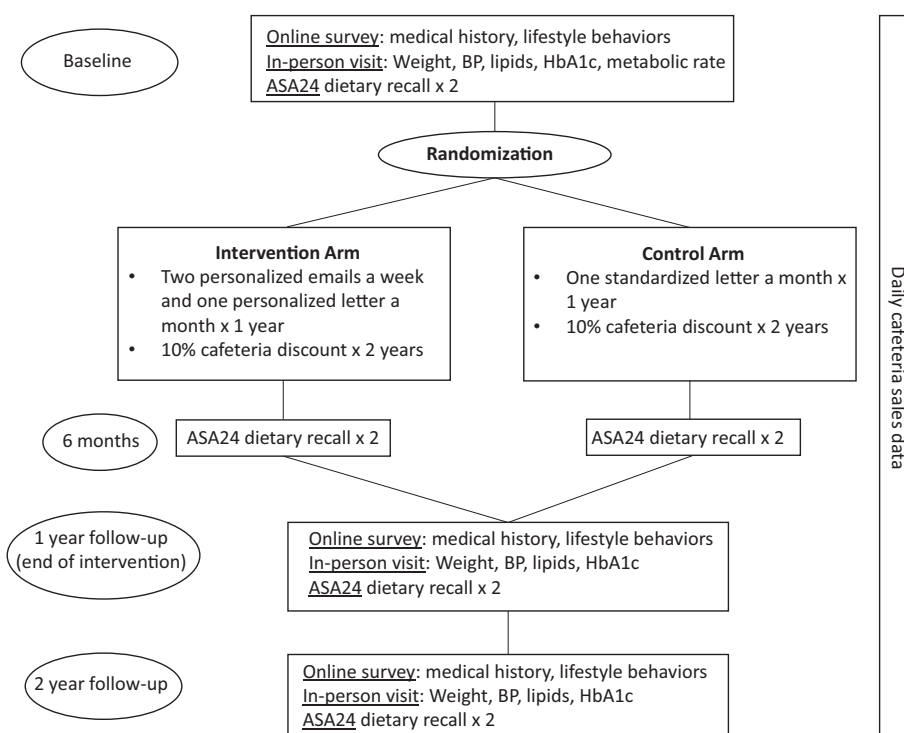 Baseline
Online survey: medical history, lifestyle behaviors
In-person visit: Weight, BP, lipids, HbA1c, metabolic rate
ASA24 dietary recall x 2
Randomization
Intervention Arm
• Two personalized emails a week
and one personalized letter a
month x 1 year
• 10% cafeteria discount x 2 years
Control Arm
• One standardized letter a month x
1 year
• 10% cafeteria discount x 2 years
6 months
ASA24 dietary recall x 2
ASA24 dietary recall x 2
1 year follow-up
(end of intervention)
Online survey: medical history, lifestyle behaviors
In-person visit: Weight, BP, lipids, HbA1c
ASA24 dietary recall x 2
2 year follow-up
Online survey: medical history, lifestyle behaviors
In-person visit: Weight, BP, lipids, HbA1c
ASA24 dietary recall x 2
Daily cafeteria sales data